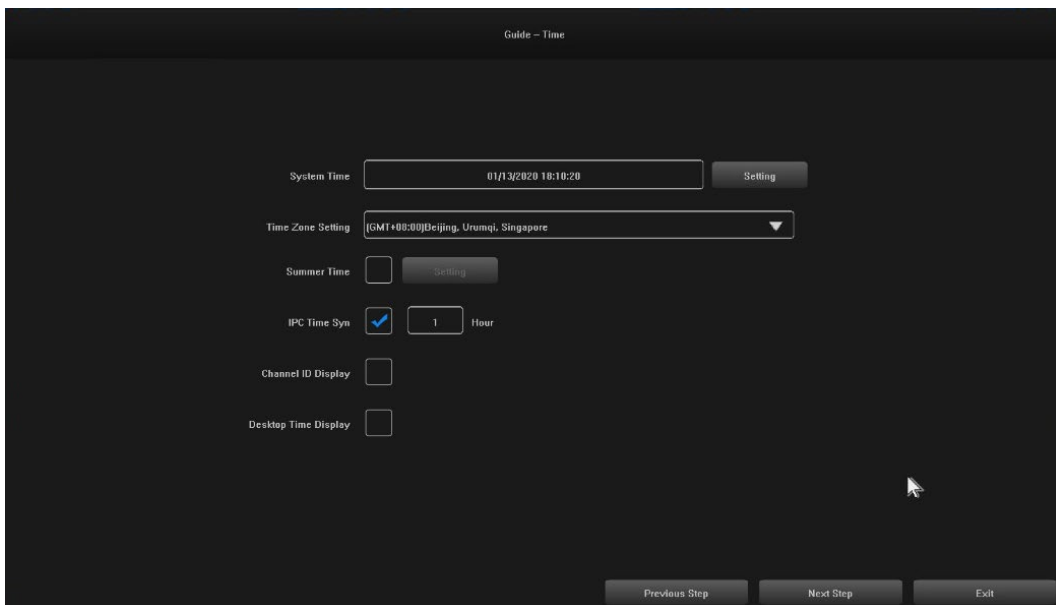 Guide – Time
System Time 01/13/2020 18:10:20 Setting
Time Zone Setting (GMT+08:00)Beijing, Urumqi, Singapore
Summer Time Setting
IPC Time Syn 1 Hour
Channel ID Display
Desktop Time Display
Previous Step Next Step Exit